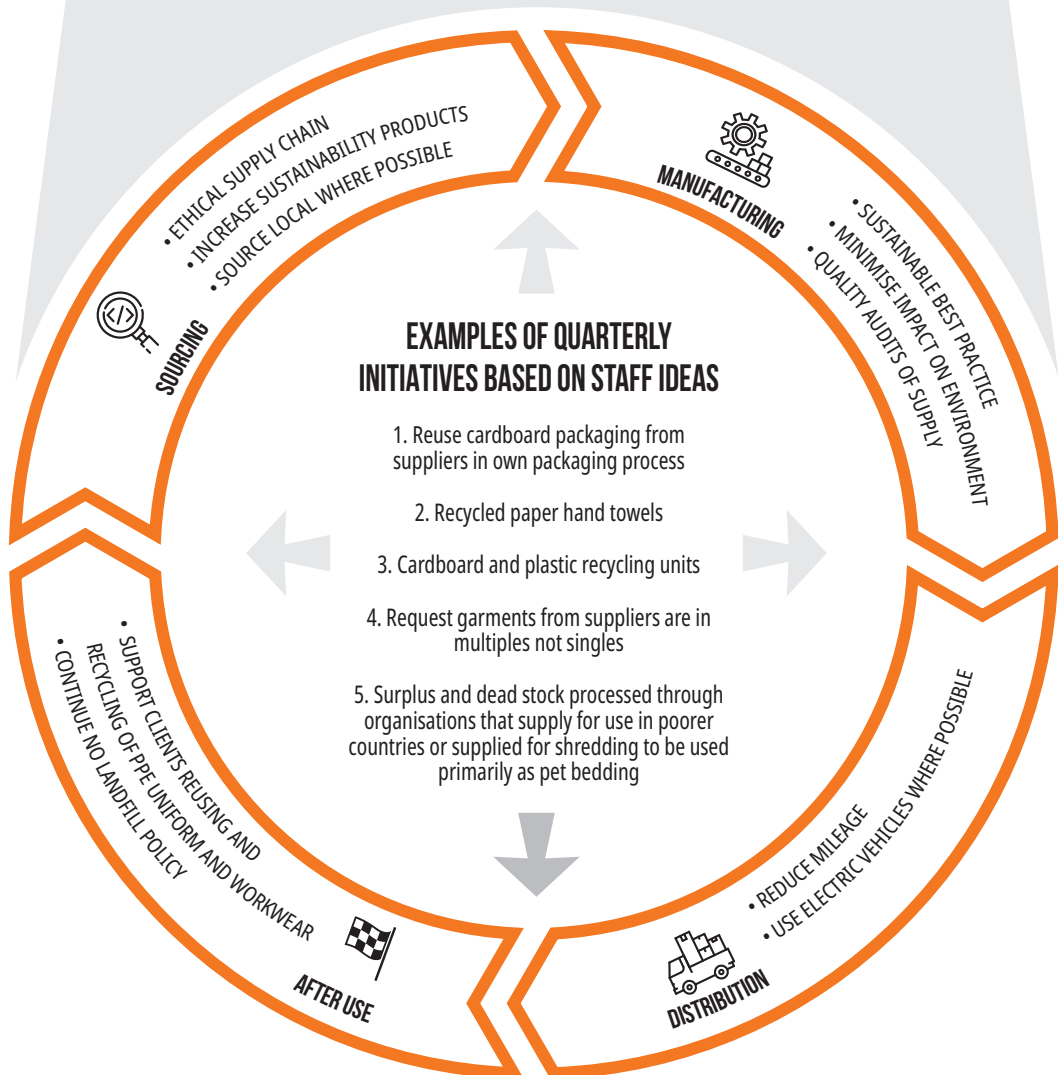 • ETHICAL SUPPLY CHAIN
• INCREASE SUSTAINABILITY PRODUCTS
• SOURCE LOCAL WHERE POSSIBLE
</>
SOURCING
MANUFACTURING
• SUSTAINABLE BEST PRACTICE
• MINIMISE IMPACT ON ENVIRONMENT
• QUALITY AUDITS OF SUPPLY
EXAMPLES OF QUARTERLY
INITIATIVES BASED ON STAFF IDEAS
1. Reuse cardboard packaging from
suppliers in own packaging process
2. Recycled paper hand towels
3. Cardboard and plastic recycling units
4. Request garments from suppliers are in
multiples not singles
5. Surplus and dead stock processed through
organisations that supply for use in poorer
countries or supplied for shredding to be used
primarily as pet bedding
• REDUCE MILEAGE
• USE ELECTRIC VEHICLES WHERE POSSIBLE
DISTRIBUTION
• SUPPORT CLIENTS REUSING AND
RECYCLING OF PPE UNIFORM AND WORKWEAR
• CONTINUE NO LANDFILL POLICY
AFTER USE